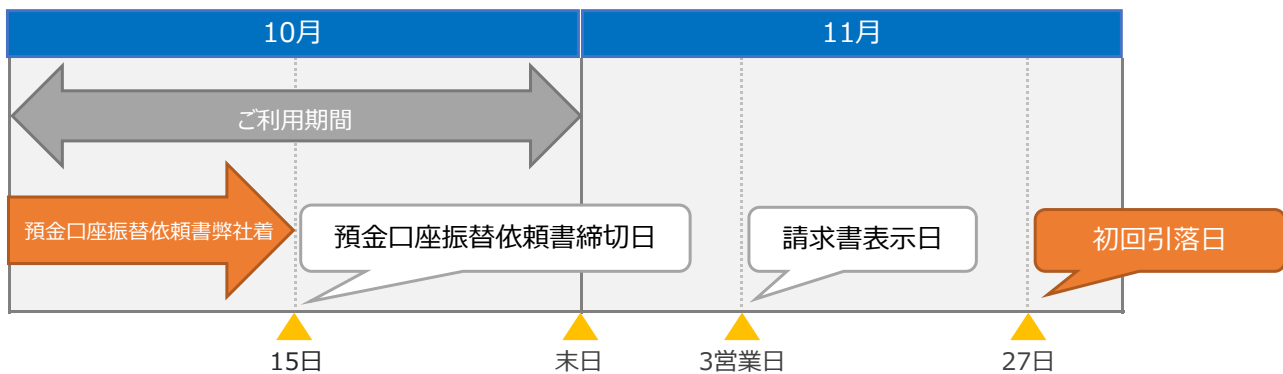 10月
11月
ご利用期間
預金口座振替依頼書弊社着
預金口座振替依頼書締切日
請求書表示日
初回引落日
15日
末日
3営業日
27日